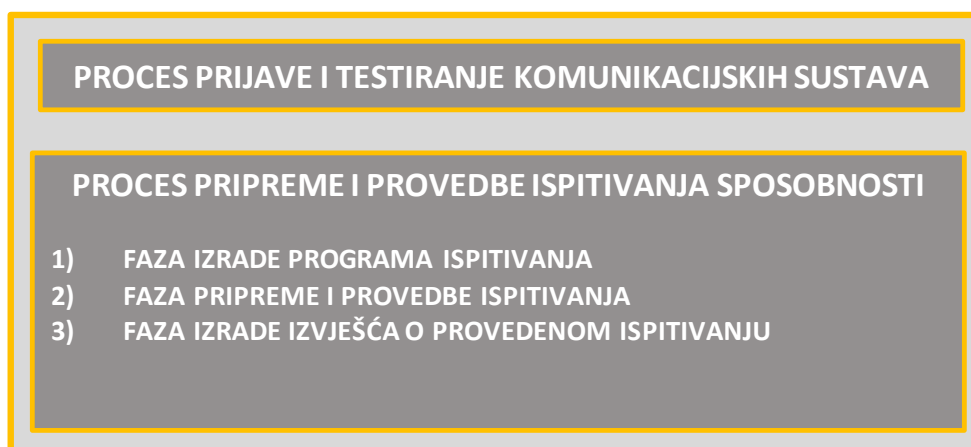 PROCES PRIJAVE I TESTIRANJE KOMUNIKACIJSKIH SUSTAVA
PROCES PRIPREME I PROVEDBE ISPITIVANJA SPOSOBNOSTI
1) FAZA IZRADE PROGRAMA ISPITIVANJA
2) FAZA PRIPREME I PROVEDBE ISPITIVANJA
3) FAZA IZRADE IZVJEŠĆA O PROVEDENOM ISPITIVANJU